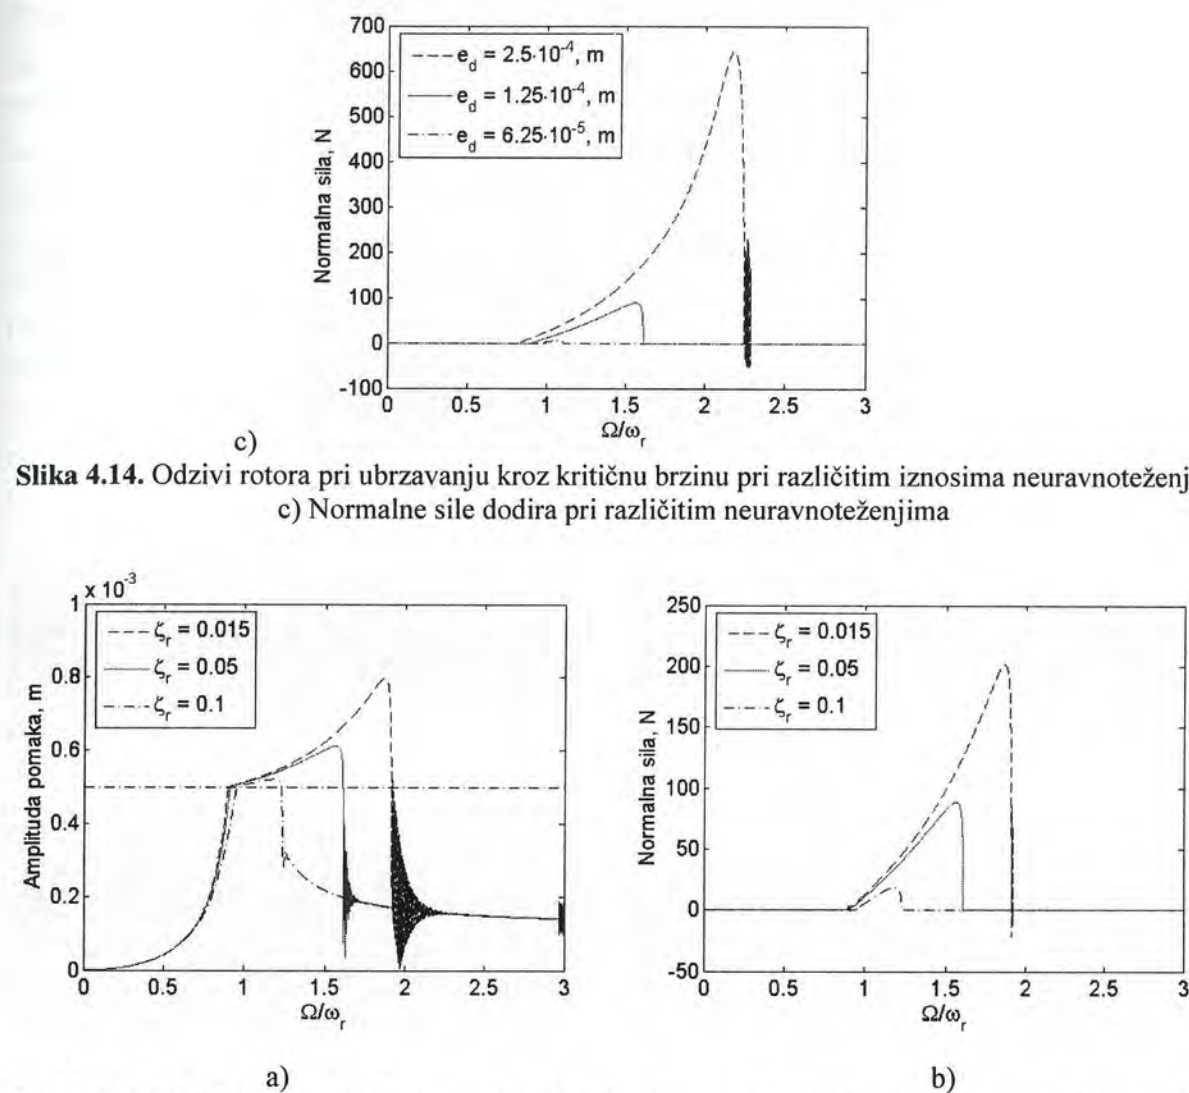 700
600
500
400
300
200
100
0
-100
Normalna sila, N
e_d = 2.5·10⁻⁴, m
e_d = 1.25·10⁻⁴, m
e_d = 6.25·10⁻⁵, m
0 0.5 1 1.5 2 2.5 3
Ω/ω_r
c)
Slika 4.14. Odzivi rotora pri ubrzavanju kroz kritičnu brzinu pri različitim iznosima neuravnoteženj
c) Normalne sile dodira pri različitim neuravnoteženjima
x 10⁻³
1
0.8
0.6
0.4
0.2
0
Amplituda pomaka, m
ζ_r = 0.015
ζ_r = 0.05
ζ_r = 0.1
0 0.5 1 1.5 2 2.5 3
Ω/ω_r
a)
250
200
150
100
50
0
-50
Normalna sila, N
ζ_r = 0.015
ζ_r = 0.05
ζ_r = 0.1
0 0.5 1 1.5 2 2.5 3
Ω/ω_r
b)